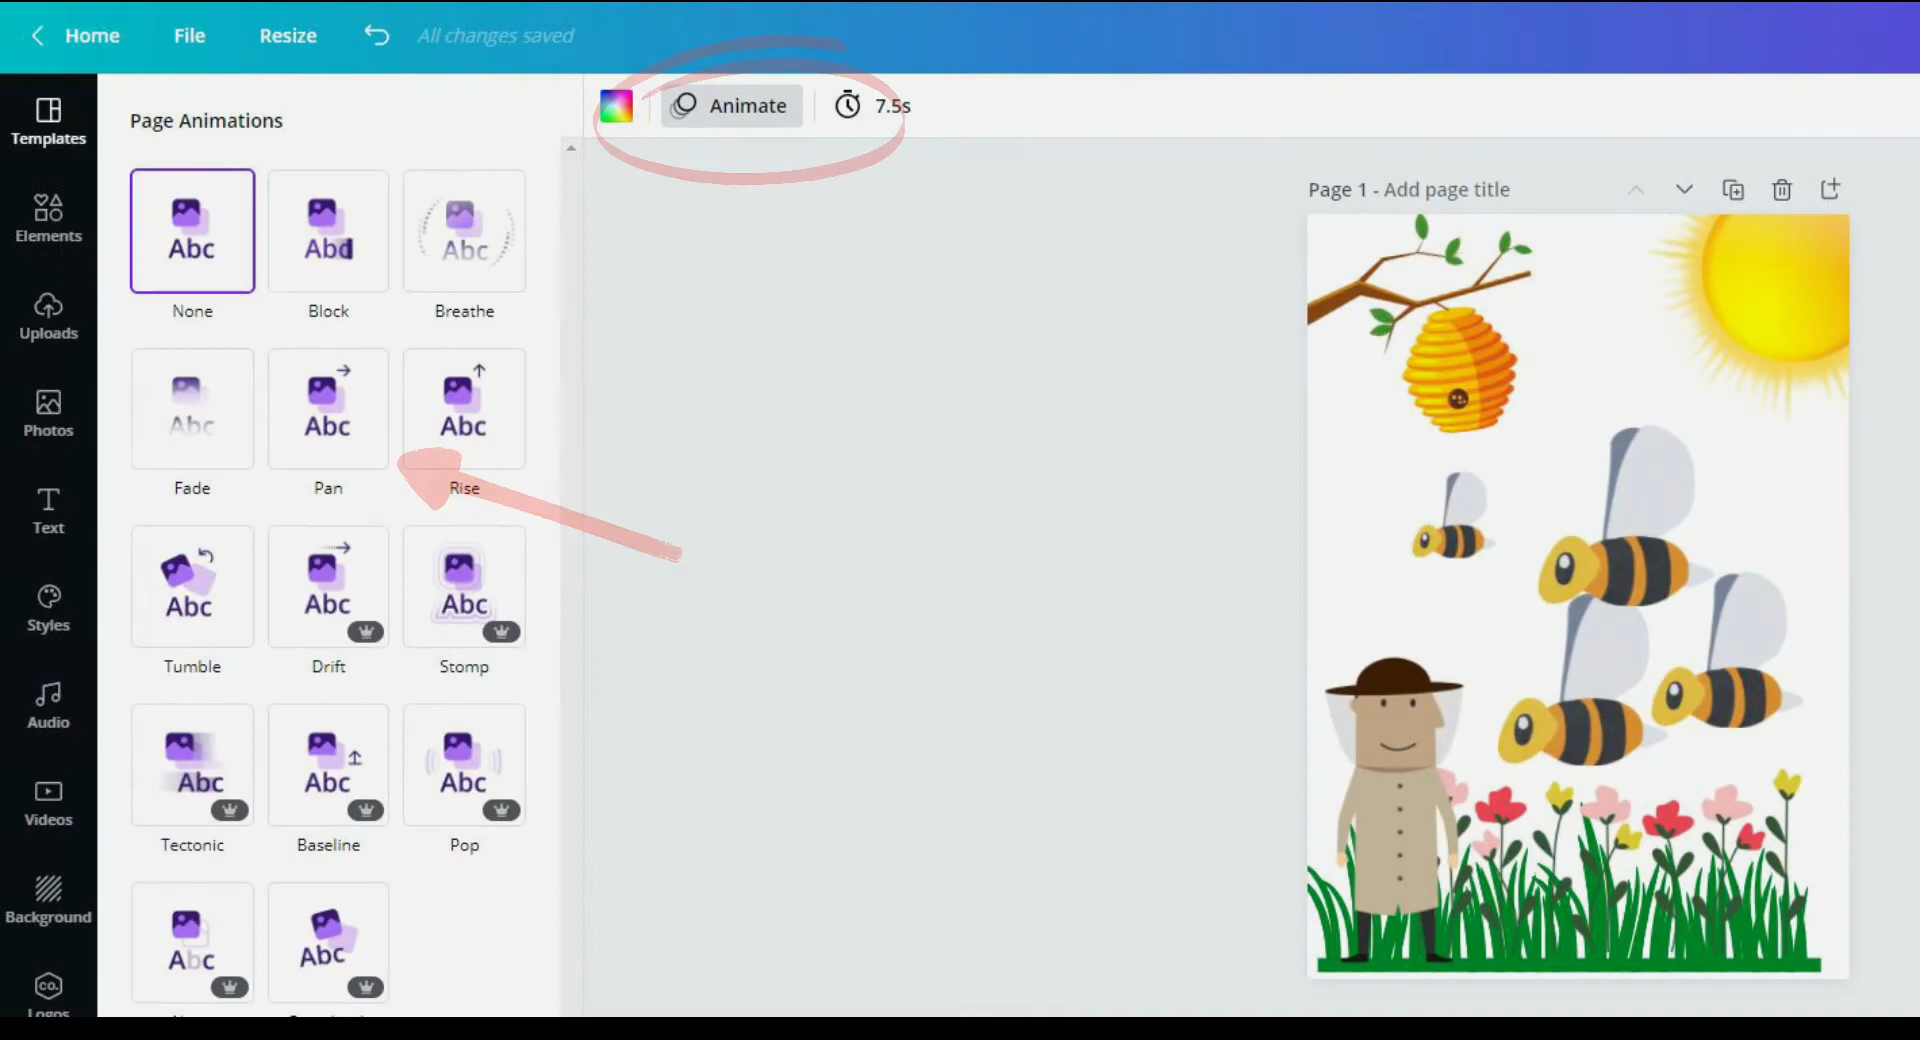 Home File Resize All changes saved
Templates
Elements
Uploads
Photos
Text
Styles
Audio
Videos
Background
Logos
Page Animations
Abc Abc Abc
None Block Breathe
Abc Abc Abc
Fade Pan Rise
Abc Abc Abc
Tumble Drift Stomp
Abc Abc Abc
Tectonic Baseline Pop
Abc Abc
Animate 7.5s
Page 1 - Add page title
CO.